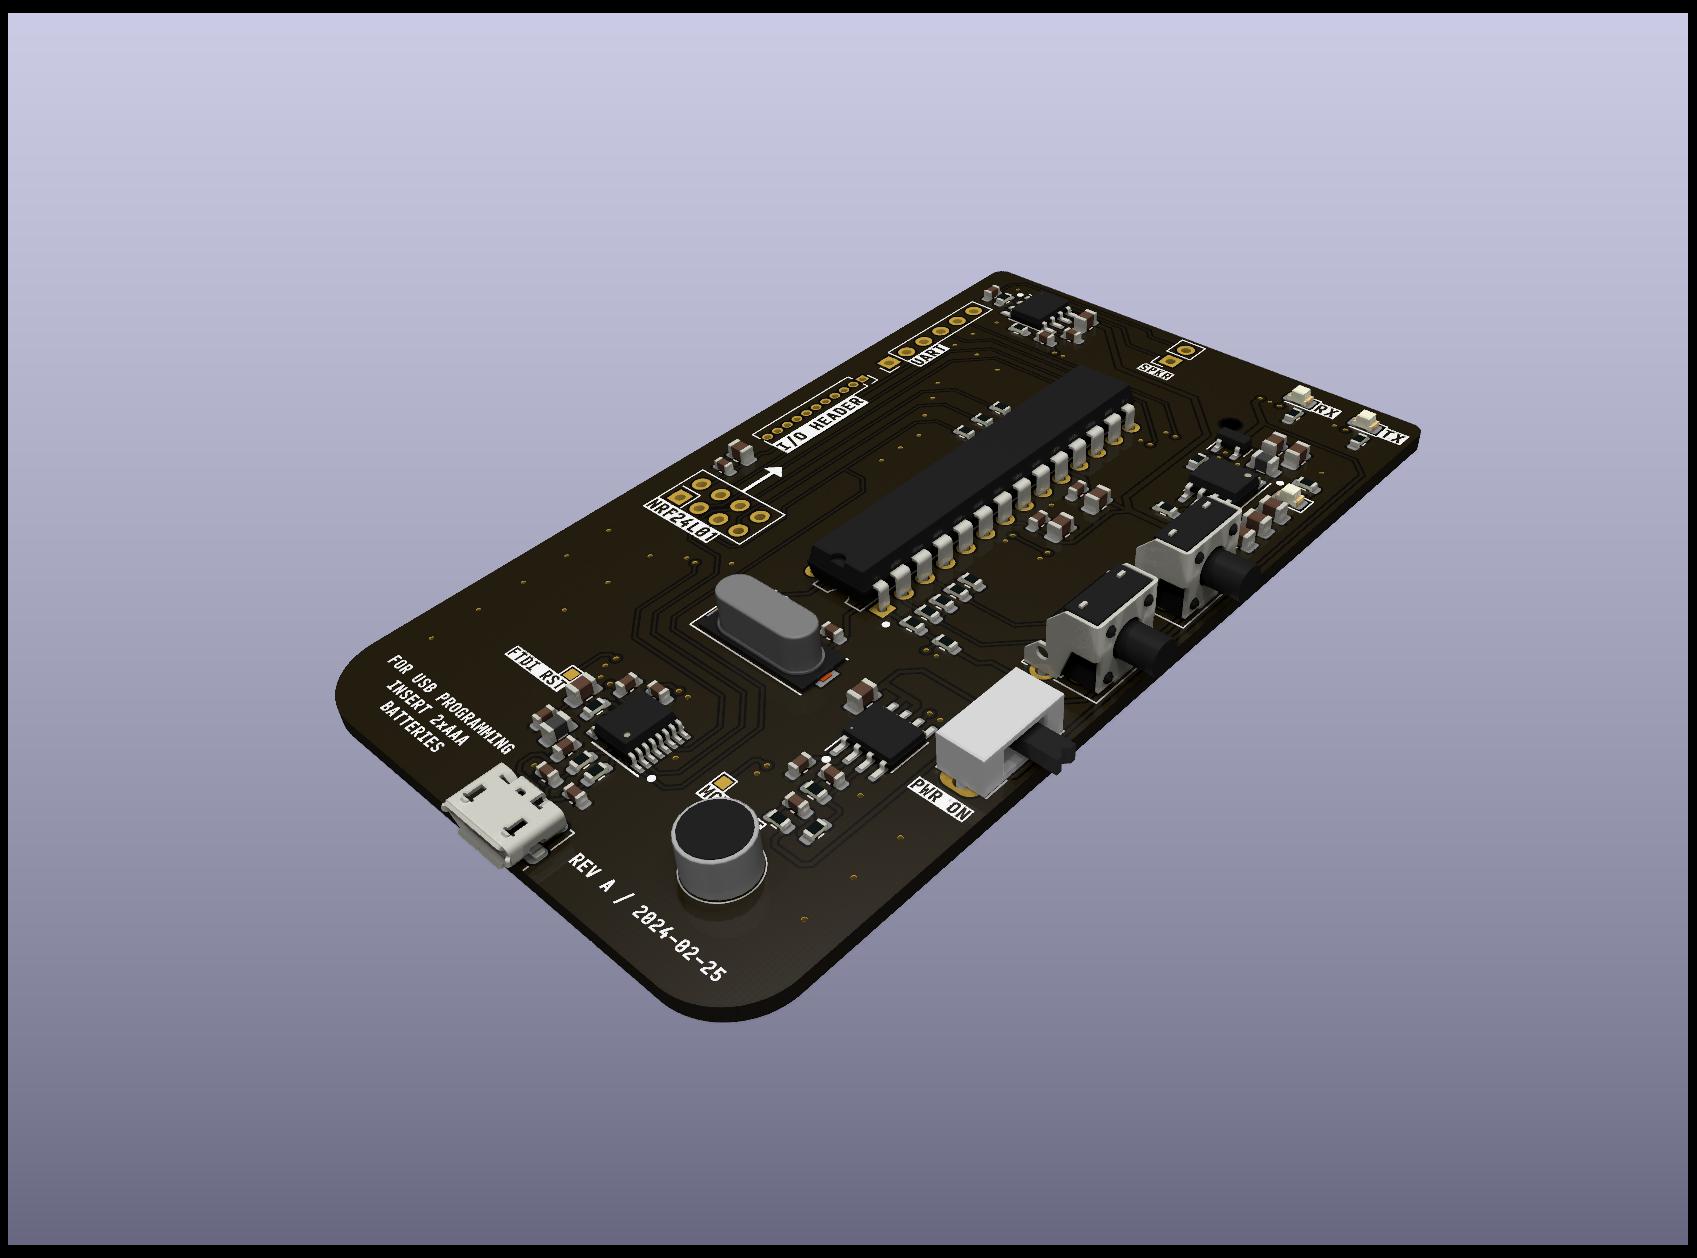 UART
SPKR
RX
TX
I/O HEADER
NRF24L01
FTDI RST
FOR USB PROGRAMMING
INSERT 2xAAA
BATTERIES
PWR ON
REV A / 2024-02-25